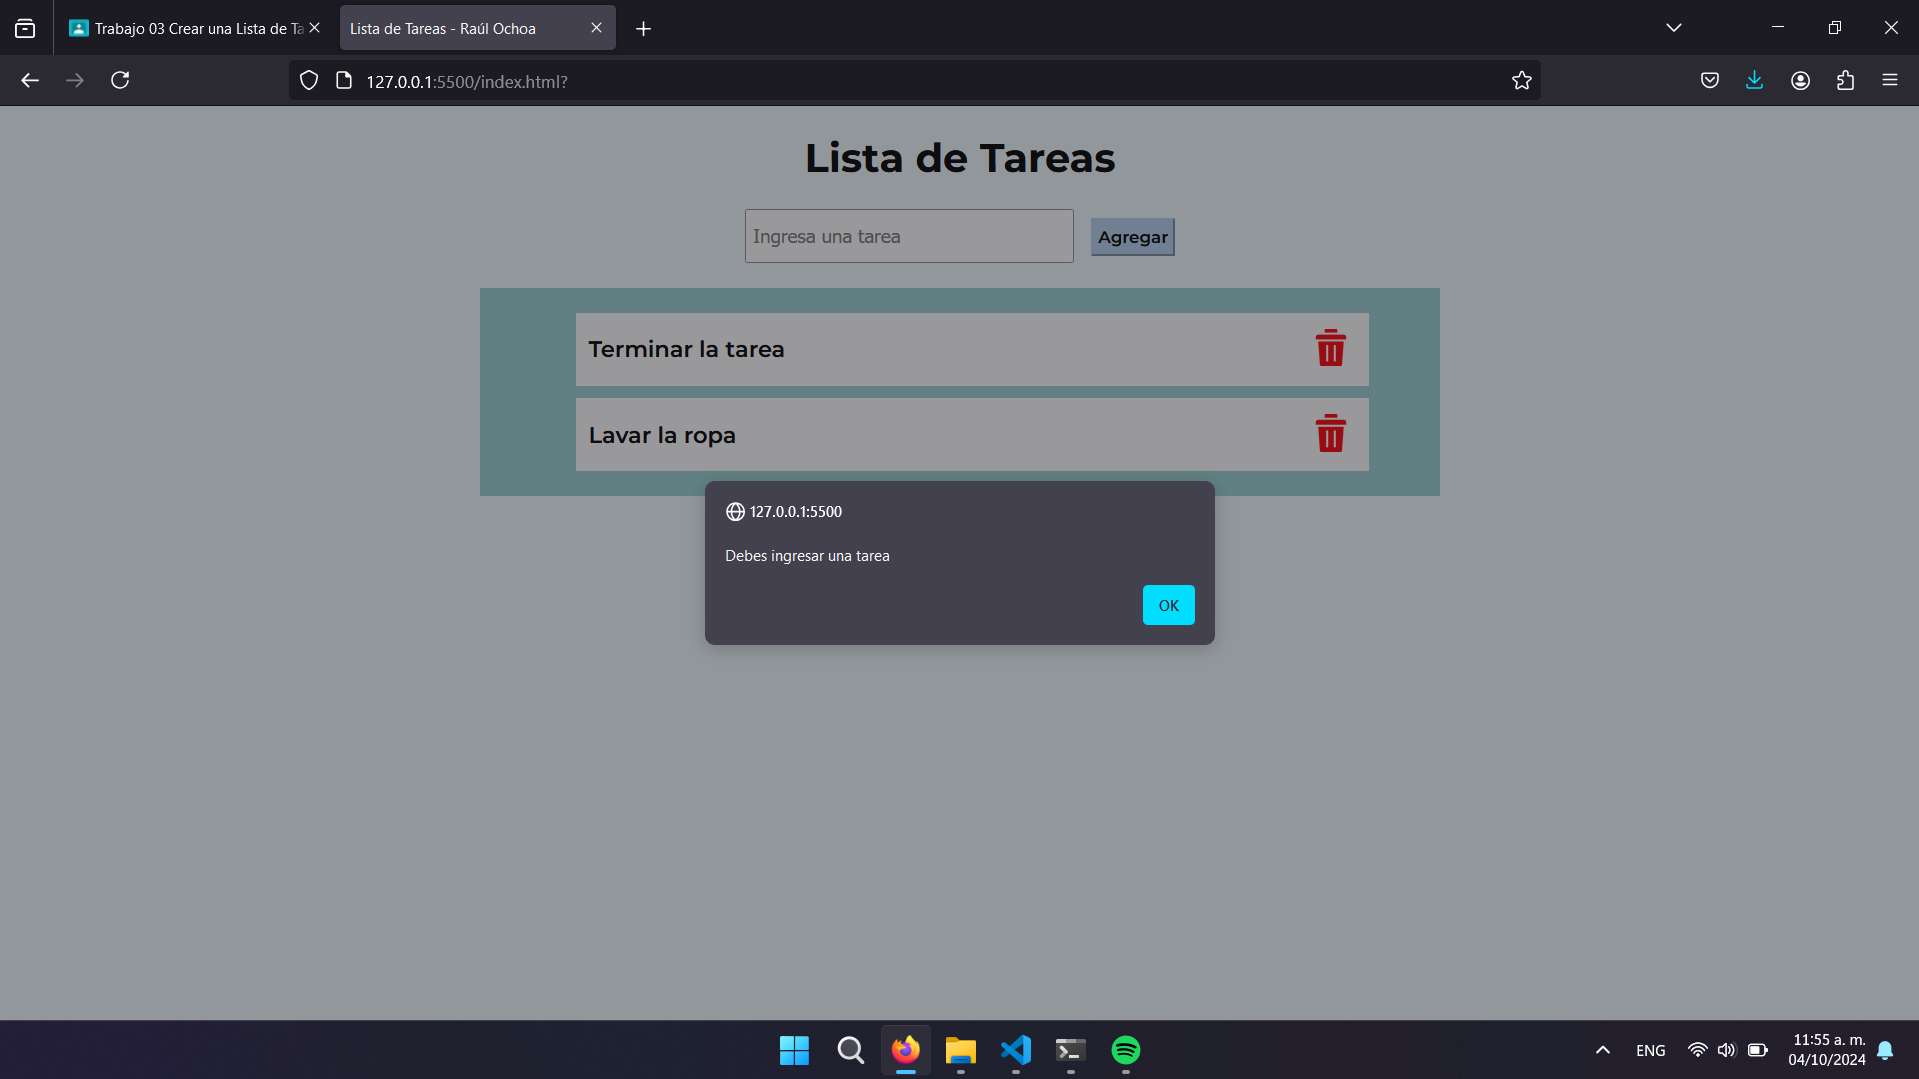 Trabajo 03 Crear una Lista de Ta
Lista de Tareas - Raúl Ochoa
127.0.0.1:5500/index.html?
Lista de Tareas
Ingresa una tarea
Agregar
Terminar la tarea
Lavar la ropa
127.0.0.1:5500
Debes ingresar una tarea
OK
ENG
11:55 a. m.
04/10/2024